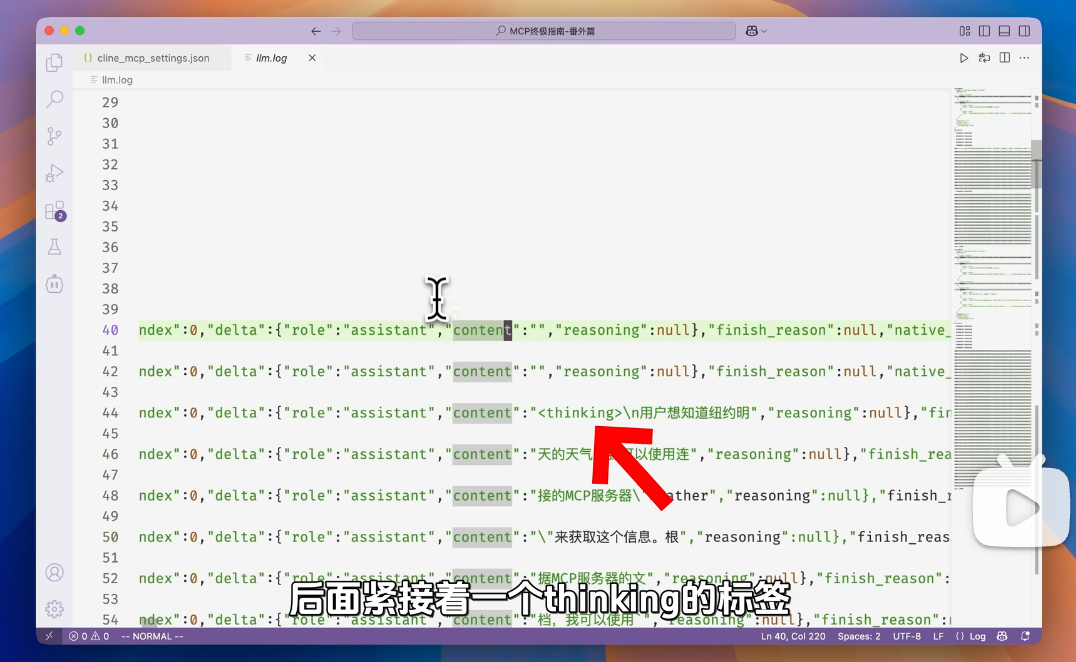 MCP终极指南-番外篇
cline_mcp_settings.json
llm.log
llm.log
29
30
31
32
33
34
35
36
37
38
39
40 ndex":0,"delta":{"role":"assistant","content":"","reasoning":null},"finish_reason":null,"native_
41
42 ndex":0,"delta":{"role":"assistant","content":"","reasoning":null},"finish_reason":null,"native_
43
44 ndex":0,"delta":{"role":"assistant","content":"<thinking>\n用户想知道纽约明","reasoning":null},"fin
45
46 ndex":0,"delta":{"role":"assistant","content":"天的天气 可以使用连","reasoning":null},"finish_rea
47
48 ndex":0,"delta":{"role":"assistant","content":"接的MCP服务器\" ather","reasoning":null},"finish_r
49
50 ndex":0,"delta":{"role":"assistant","content":"\"来获取这个信息。根","reasoning":null},"finish_reas
51
52 ndex":0,"delta":{"role":"assistant","content":"据MCP服务器的文","reasoning":null},"finish_reason":
53
后面紧接着一个thinking的标签
54 ndex":0,"delta":{"role":"assistant","content":"档，我可以使用`","reasoning":null},"finish_reason":
2
0 0 -- NORMAL --
Ln 40, Col 220 Spaces: 2 UTF-8 LF Log